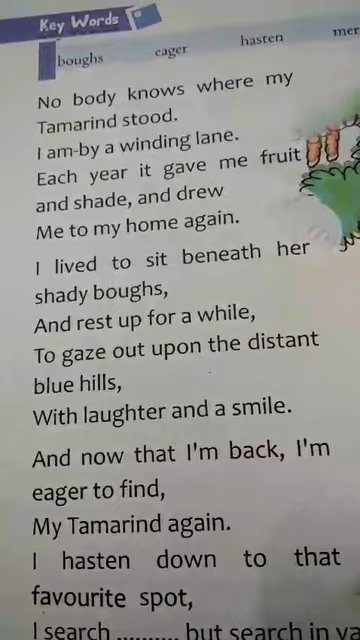 Key Words
boughs eager hasten
No body knows where my
Tamarind stood.
I am-by a winding lane.
Each year it gave me fruit
and shade, and drew
Me to my home again.
I lived to sit beneath her
shady boughs,
And rest up for a while,
To gaze out upon the distant
blue hills,
With laughter and a smile.
And now that I'm back, I'm
eager to find,
My Tamarind again.
I hasten down to that
favourite spot,
I search .......... but search in